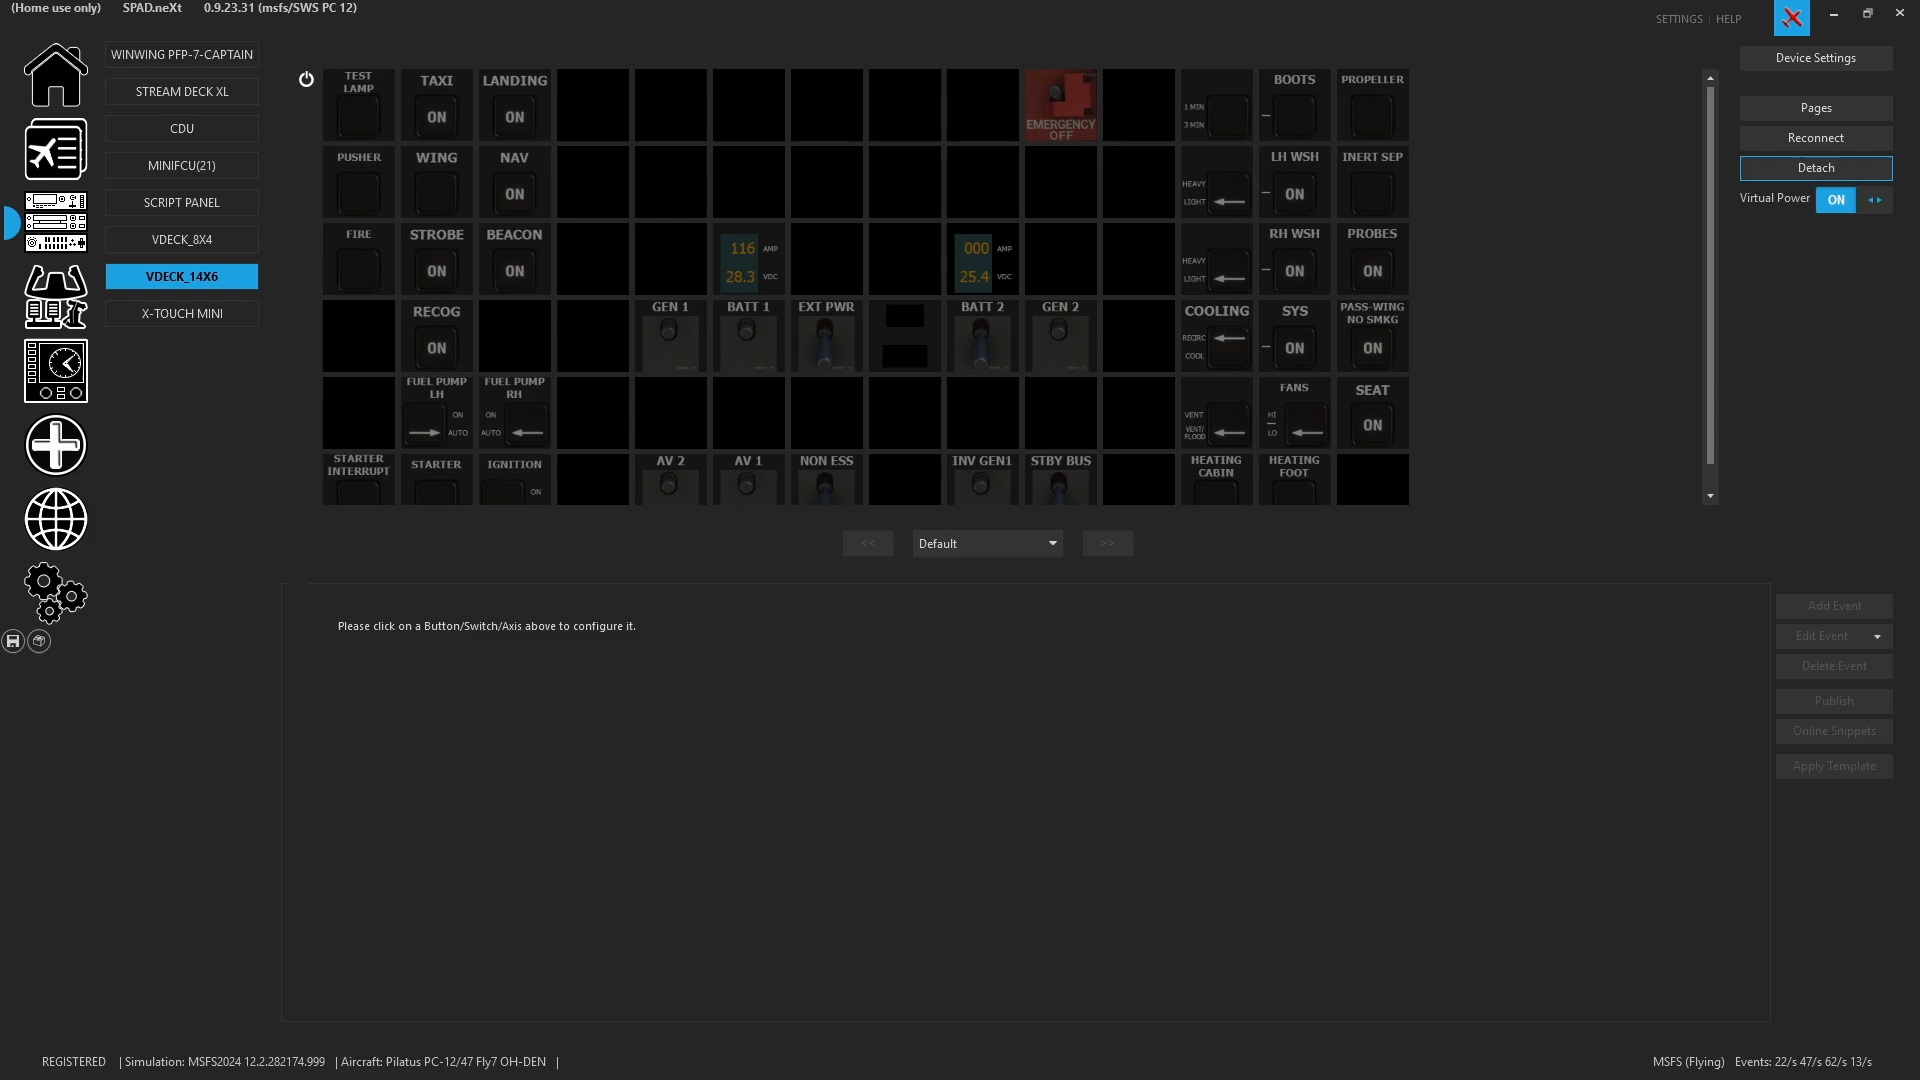 (Home use only) SPAD.neXt 0.9.23.31 (msfs/SWS PC 12)
SETTINGS | HELP
WINWING PFP-7-CAPTAIN
STREAM DECK XL
CDU
MINIFCU(21)
SCRIPT PANEL
VDECK_8X4
VDECK_14X6
X-TOUCH MINI
TEST LAMP TAXI ON LANDING ON EMERGENCY OFF 1 MIN 3 MIN BOOTS PROPELLER
PUSHER WING NAV ON HEAVY LIGHT LH WSH ON INERT SEP
FIRE STROBE ON BEACON ON 116 AMP 28.3 VDC 000 AMP 25.4 VDC HEAVY LIGHT RH WSH ON PROBES ON
RECOG ON GEN 1 BATT 1 EXT PWR BATT 2 GEN 2 COOLING RECIRC COOL SYS ON PASS-WING NO SMKG ON
FUEL PUMP LH ON AUTO FUEL PUMP RH ON AUTO VENT VENT/FLOOD FANS HI LO SEAT ON
STARTER INTERRUPT STARTER IGNITION ON AV 2 AV 1 NON ESS INV GEN1 STBY BUS HEATING CABIN HEATING FOOT
Device Settings
Pages
Reconnect
Detach
Virtual Power ON
<< Default >>
Please click on a Button/Switch/Axis above to configure it.
Add Event
Edit Event
Delete Event
Publish
Online Snippets
Apply Template
REGISTERED | Simulation: MSFS2024 12.2.282174.999 | Aircraft: Pilatus PC-12/47 Fly7 OH-DEN |
MSFS (Flying) Events: 22/s 47/s 62/s 13/s